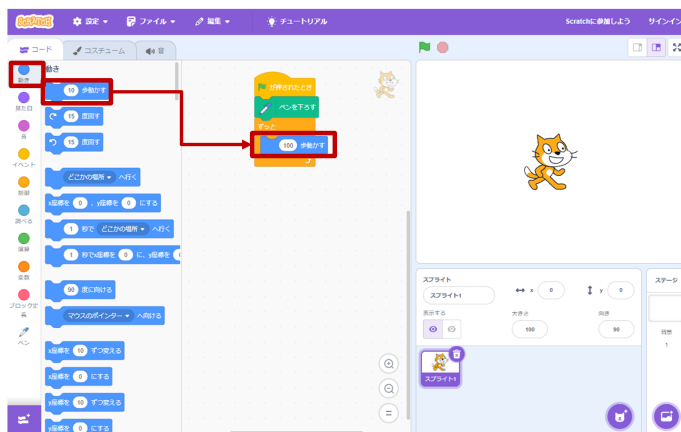 SCRATCH
設定
ファイル
編集
チュートリアル
Scratchに参加しよう
サインイン
コード
コスチューム
音
動き
見た目
音
イベント
制御
調べる
演算
変数
ブロック定義
ペン
動き
10 歩動かす
15 度回す
15 度回す
どこかの場所 へ行く
x座標を 0 、y座標を 0 にする
1 秒で どこかの場所 へ行く
1 秒でx座標を 0 に、y座標を
90 度に向ける
マウスのポインター へ向ける
x座標を 10 ずつ変える
x座標を 0 にする
y座標を 10 ずつ変える
y座標を 0 にする
が押されたとき
ペンを下ろす
ずっと
100 歩動かす
スプライト
スプライト1
x 0
y 0
表示する
大きさ
100
向き
90
スプライト1
ステージ
背景
1